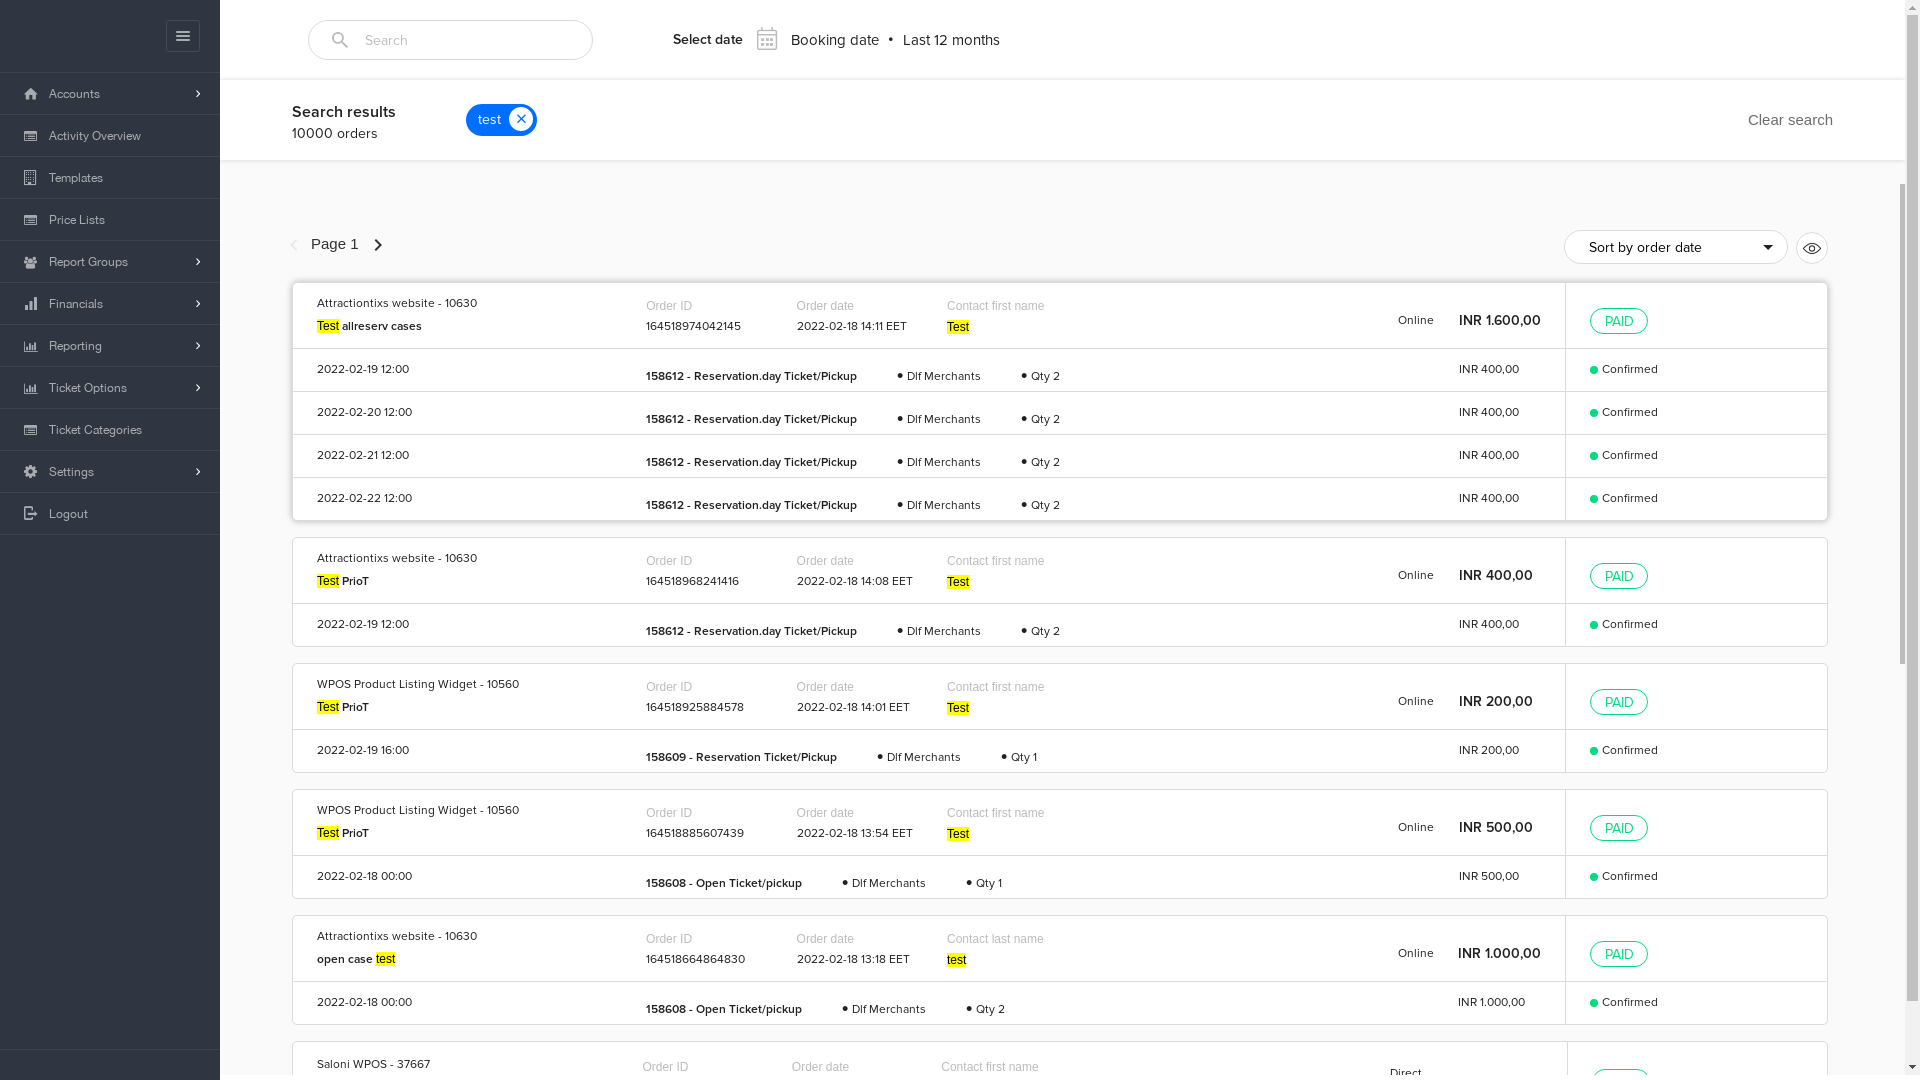 Search
Select date
Booking date • Last 12 months
Accounts
Activity Overview
Templates
Price Lists
Report Groups
Financials
Reporting
Ticket Options
Ticket Categories
Settings
Logout
Search results
10000 orders
test
Clear search
Page 1
Sort by order date
Attractiontixs website - 10630
Test allreserv cases
Order ID
164518974042145
Order date
2022-02-18 14:11 EET
Contact first name
Test
Online
INR 1.600,00
PAID
2022-02-19 12:00
158612 - Reservation.day Ticket/Pickup • Dlf Merchants • Qty 2
INR 400,00
Confirmed
2022-02-20 12:00
158612 - Reservation.day Ticket/Pickup • Dlf Merchants • Qty 2
INR 400,00
Confirmed
2022-02-21 12:00
158612 - Reservation.day Ticket/Pickup • Dlf Merchants • Qty 2
INR 400,00
Confirmed
2022-02-22 12:00
158612 - Reservation.day Ticket/Pickup • Dlf Merchants • Qty 2
INR 400,00
Confirmed
Attractiontixs website - 10630
Test PrioT
Order ID
164518968241416
Order date
2022-02-18 14:08 EET
Contact first name
Test
Online
INR 400,00
PAID
2022-02-19 12:00
158612 - Reservation.day Ticket/Pickup • Dlf Merchants • Qty 2
INR 400,00
Confirmed
WPOS Product Listing Widget - 10560
Test PrioT
Order ID
164518925884578
Order date
2022-02-18 14:01 EET
Contact first name
Test
Online
INR 200,00
PAID
2022-02-19 16:00
158609 - Reservation Ticket/Pickup • Dlf Merchants • Qty 1
INR 200,00
Confirmed
WPOS Product Listing Widget - 10560
Test PrioT
Order ID
164518885607439
Order date
2022-02-18 13:54 EET
Contact first name
Test
Online
INR 500,00
PAID
2022-02-18 00:00
158608 - Open Ticket/pickup • Dlf Merchants • Qty 1
INR 500,00
Confirmed
Attractiontixs website - 10630
open case test
Order ID
164518664864830
Order date
2022-02-18 13:18 EET
Contact last name
test
Online
INR 1.000,00
PAID
2022-02-18 00:00
158608 - Open Ticket/pickup • Dlf Merchants • Qty 2
INR 1.000,00
Confirmed
Saloni WPOS - 37667
Order ID
Order date
Contact first name
Direct